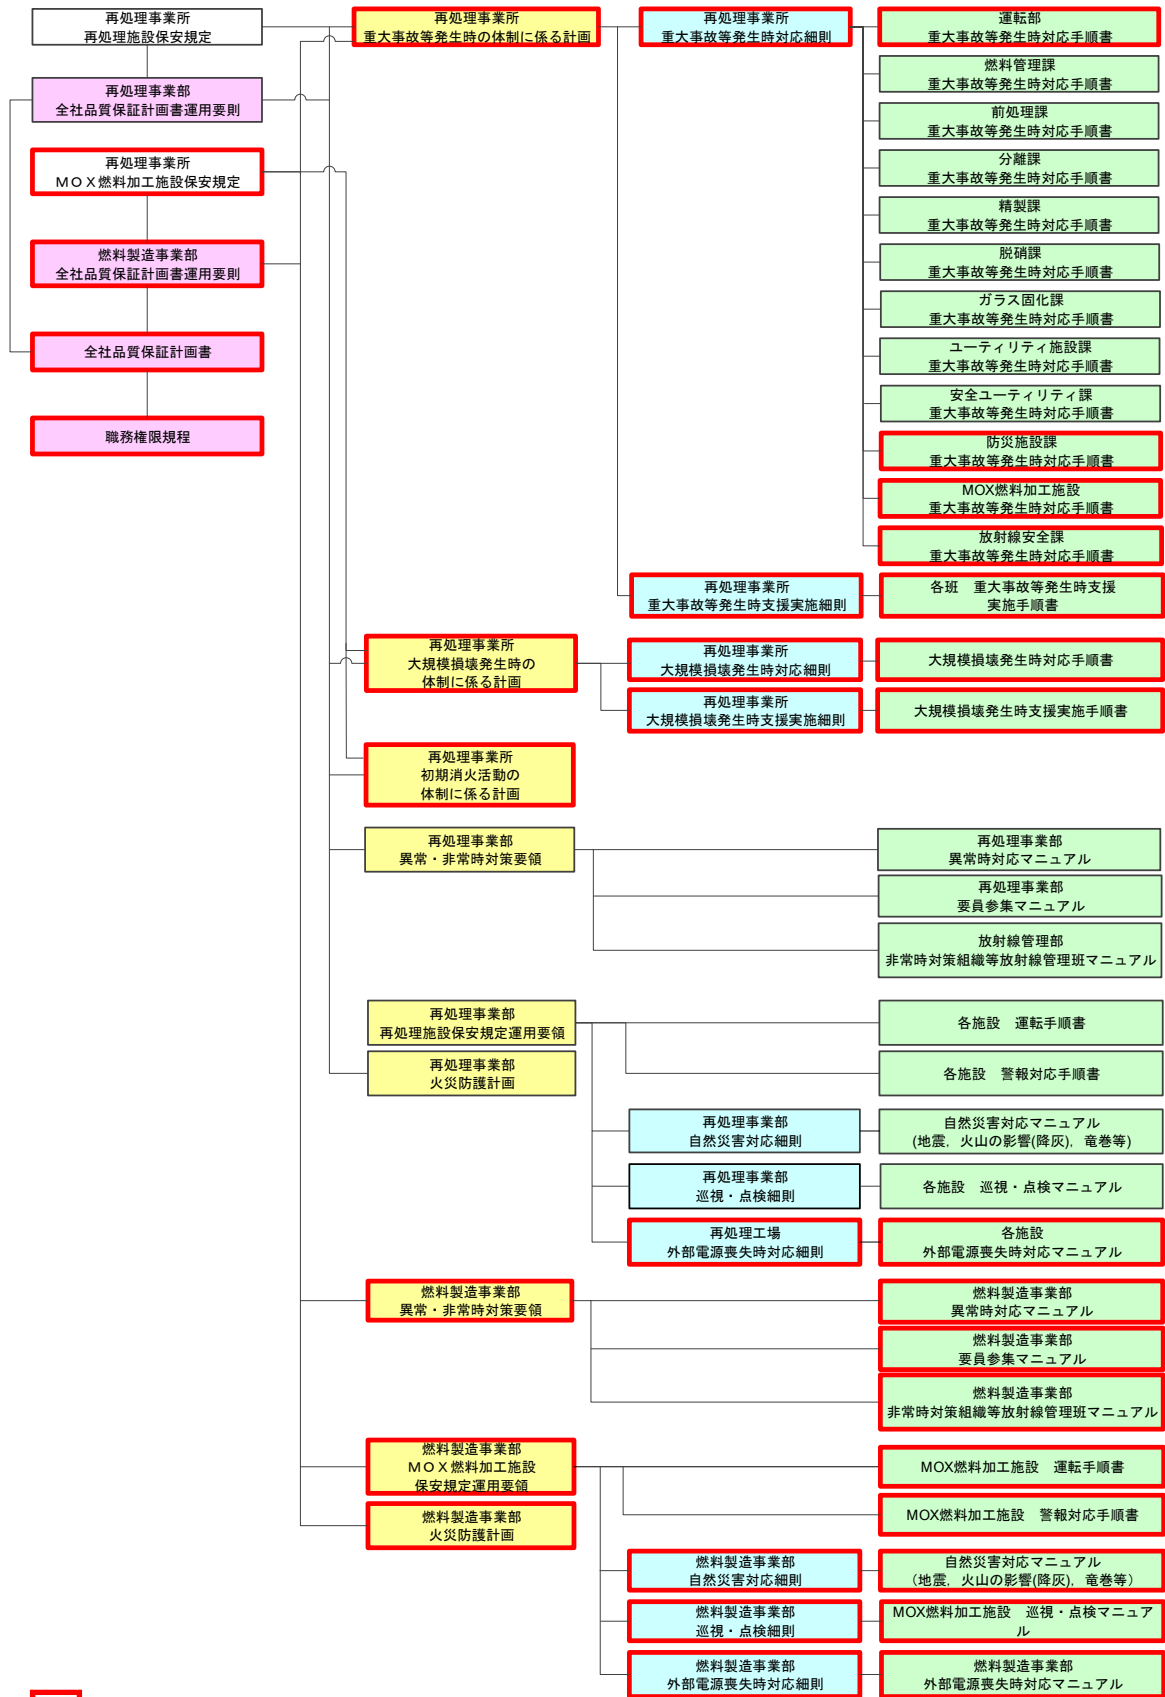 再処理事業所
再処理施設保安規定
再処理事業部
全社品質保証計画書運用要則
再処理事業所
ＭＯＸ燃料加工施設保安規定
燃料製造事業部
全社品質保証計画書運用要則
全社品質保証計画書
職務権限規程
再処理事業所
重大事故等発生時の体制に係る計画
再処理事業所
重大事故等発生時対応細則
運転部
重大事故等発生時対応手順書
燃料管理課
重大事故等発生時対応手順書
前処理課
重大事故等発生時対応手順書
分離課
重大事故等発生時対応手順書
精製課
重大事故等発生時対応手順書
脱硝課
重大事故等発生時対応手順書
ガラス固化課
重大事故等発生時対応手順書
ユーティリティ施設課
重大事故等発生時対応手順書
安全ユーティリティ課
重大事故等発生時対応手順書
防災施設課
重大事故等発生時対応手順書
MOX燃料加工施設
重大事故等発生時対応手順書
放射線安全課
重大事故等発生時対応手順書
再処理事業所
重大事故等発生時支援実施細則
各班　重大事故等発生時支援
実施手順書
再処理事業所
大規模損壊発生時の
体制に係る計画
再処理事業所
大規模損壊発生時対応細則
大規模損壊発生時対応手順書
再処理事業所
大規模損壊発生時支援実施細則
大規模損壊発生時支援実施手順書
再処理事業所
初期消火活動の
体制に係る計画
再処理事業部
異常・非常時対策要領
再処理事業部
異常時対応マニュアル
再処理事業部
要員参集マニュアル
放射線管理部
非常時対策組織等放射線管理班マニュアル
再処理事業部
再処理施設保安規定運用要領
各施設　運転手順書
再処理事業部
火災防護計画
各施設　警報対応手順書
再処理事業部
自然災害対応細則
自然災害対応マニュアル
(地震，火山の影響(降灰)，竜巻等)
再処理事業部
巡視・点検細則
各施設　巡視・点検マニュアル
再処理工場
外部電源喪失時対応細則
各施設
外部電源喪失時対応マニュアル
燃料製造事業部
異常・非常時対策要領
燃料製造事業部
異常時対応マニュアル
燃料製造事業部
要員参集マニュアル
燃料製造事業部
非常時対策組織等放射線管理班マニュアル
燃料製造事業部
ＭＯＸ燃料加工施設
保安規定運用要領
MOX燃料加工施設　運転手順書
燃料製造事業部
火災防護計画
MOX燃料加工施設　警報対応手順書
燃料製造事業部
自然災害対応細則
自然災害対応マニュアル
（地震，火山の影響(降灰)，竜巻等）
燃料製造事業部
巡視・点検細則
MOX燃料加工施設　巡視・点検マニュア
ル
燃料製造事業部
外部電源喪失時対応細則
燃料製造事業部
外部電源喪失時対応マニュアル